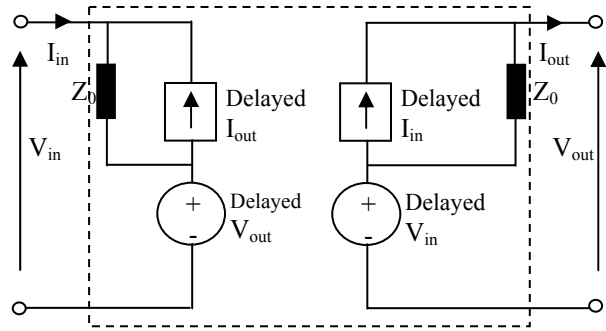 I_in
Z_0
Delayed
I_out
V_in
+
-
Delayed
V_out
Delayed
I_in
I_out
Z_0
V_out
+
-
Delayed
V_in